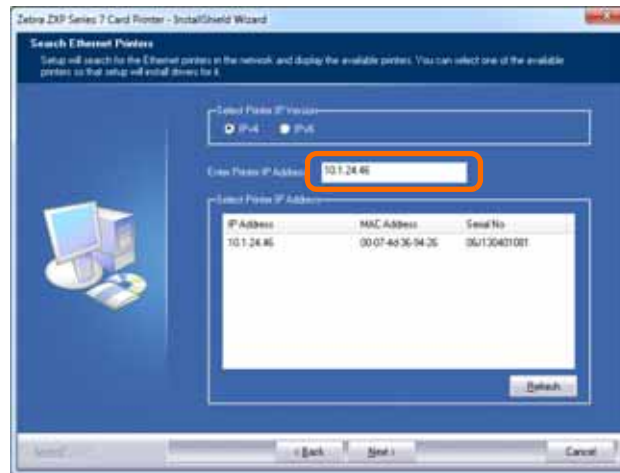 Zebra ZXP Series 7 Card Printer - InstallShield Wizard
Search Ethernet Printers
Setup will search for the Ethernet printers in the network and display the available printers. You can select one of the available
printers so that setup will install drivers for it.
Select Printer IP Version
IPv4 IPv6
Enter Printer IP Address
10.1.24.46
Select Printer IP Address
IP Address MAC Address Serial No
10.1.24.46 00-07-4d-36-94-26 06J130401001
Refresh
< Back Next > Cancel